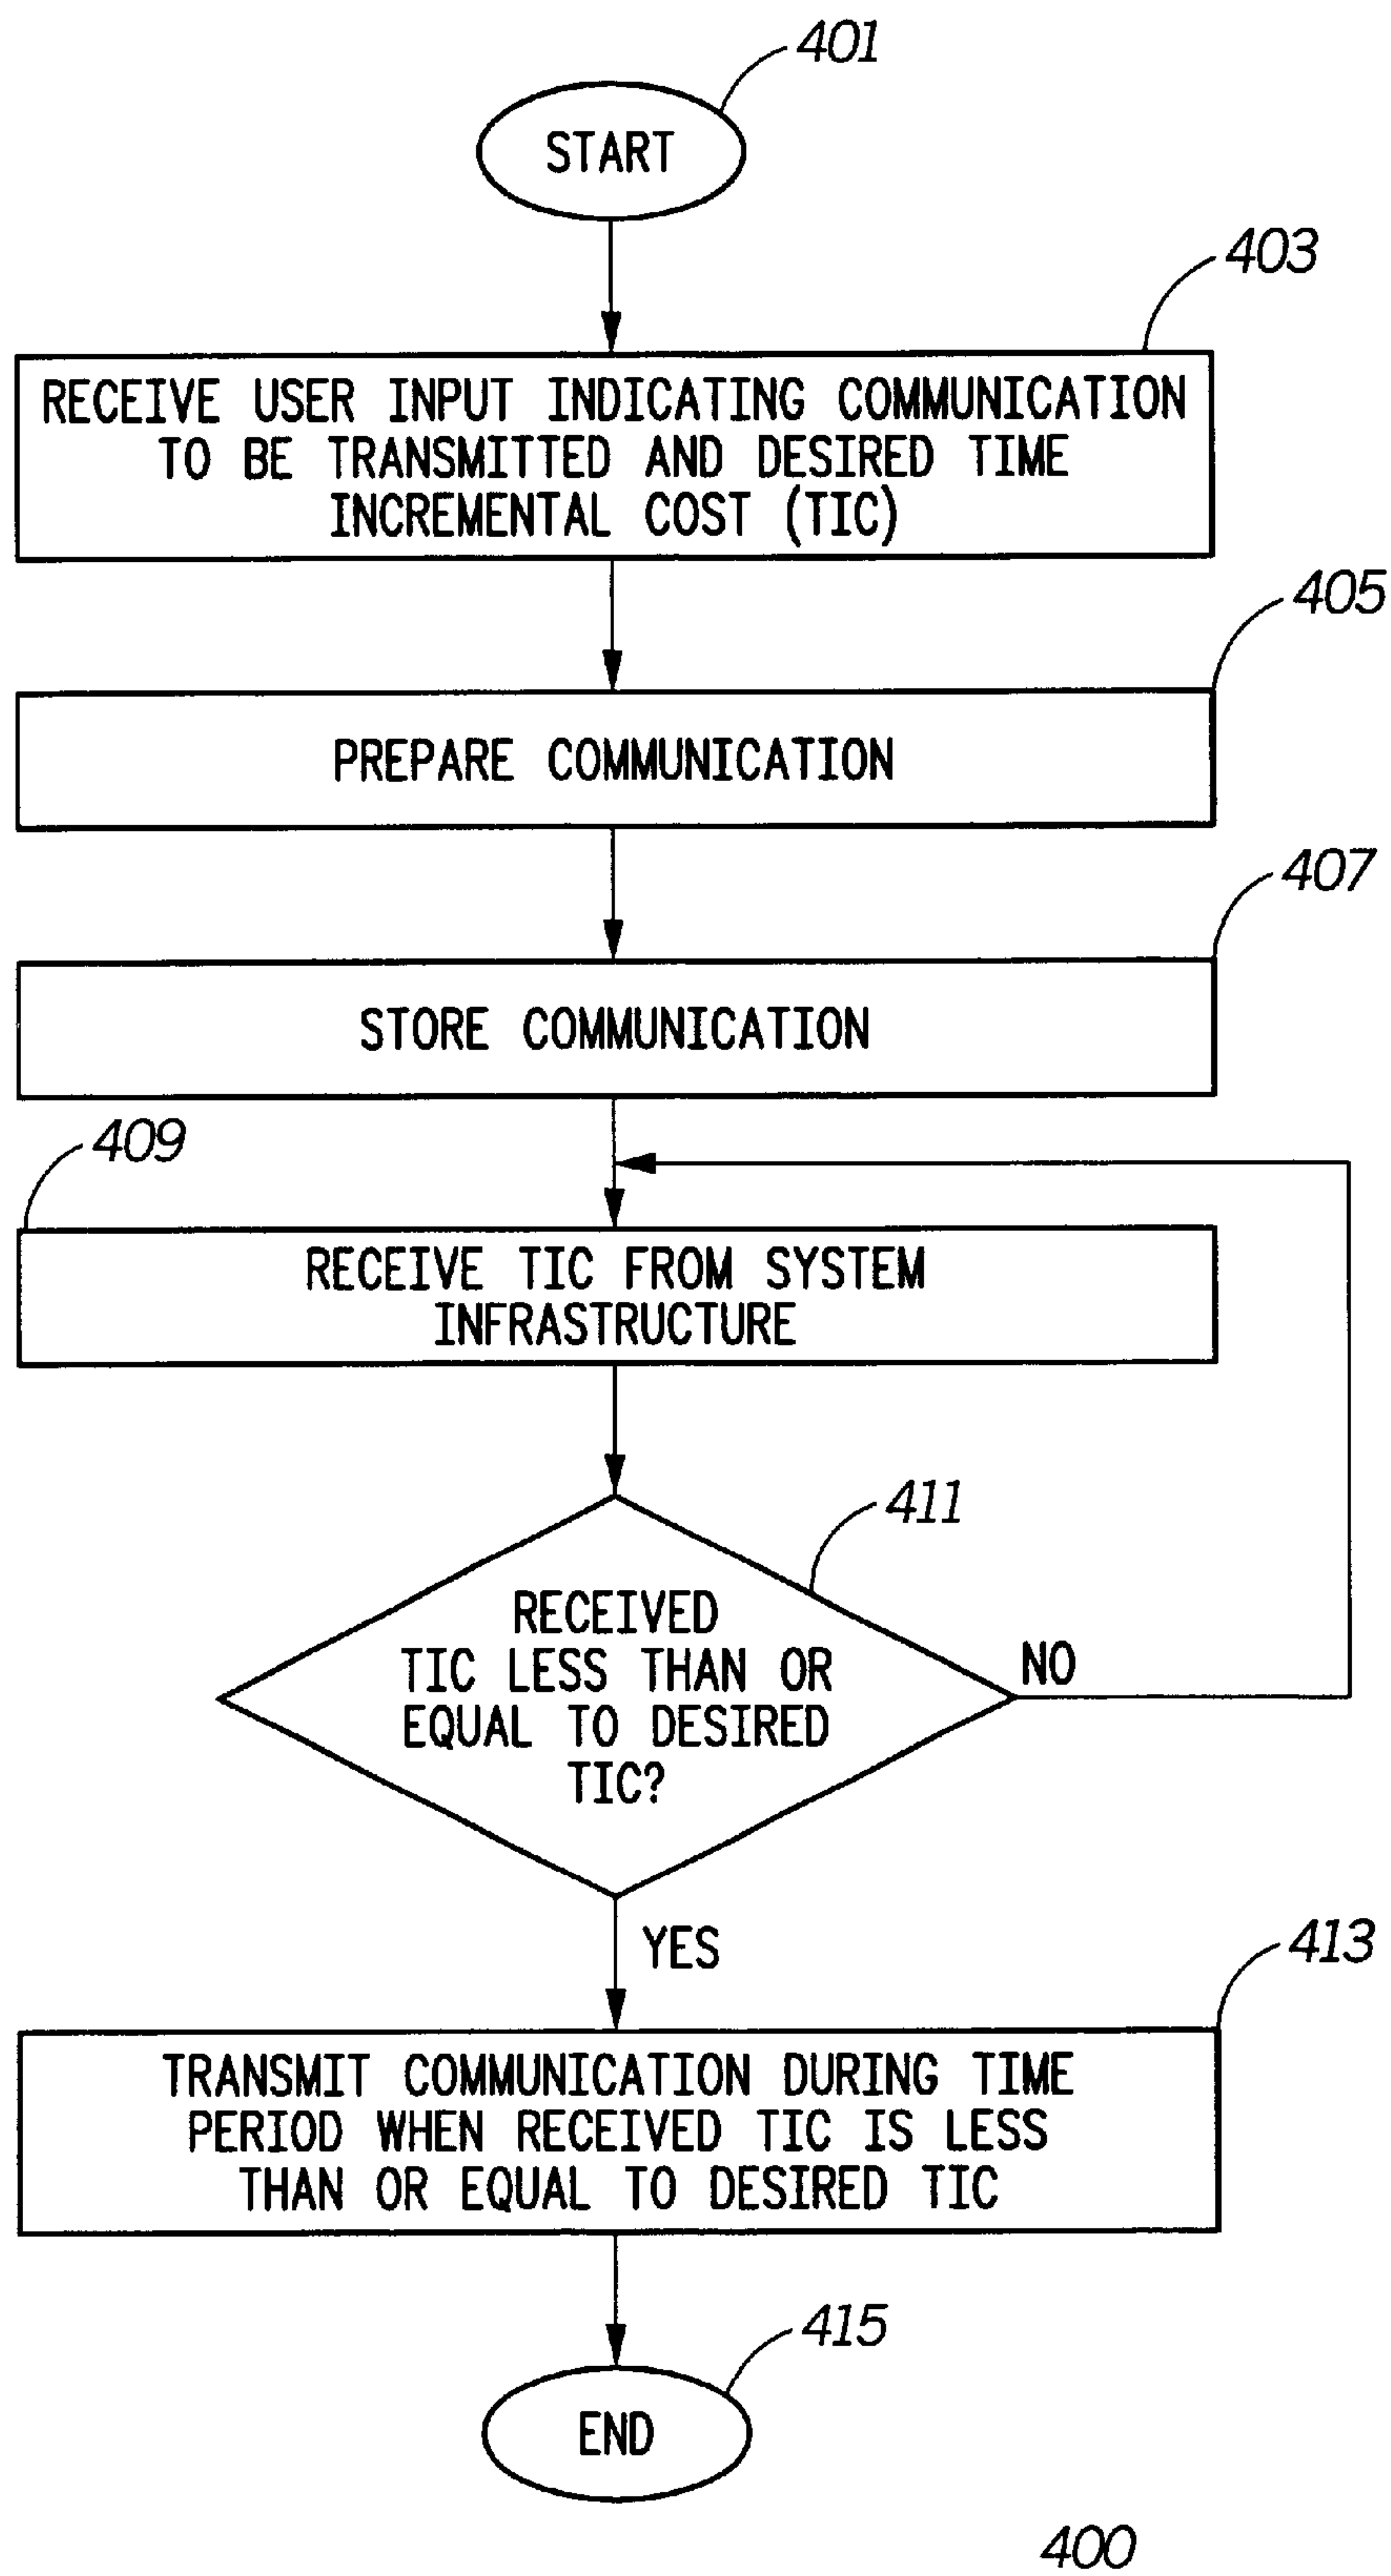 401
START
403
RECEIVE USER INPUT INDICATING COMMUNICATION
TO BE TRANSMITTED AND DESIRED TIME
INCREMENTAL COST (TIC)
405
PREPARE COMMUNICATION
407
STORE COMMUNICATION
409
RECEIVE TIC FROM SYSTEM
INFRASTRUCTURE
411
RECEIVED
TIC LESS THAN OR
EQUAL TO DESIRED
TIC?
NO
YES
413
TRANSMIT COMMUNICATION DURING TIME
PERIOD WHEN RECEIVED TIC IS LESS
THAN OR EQUAL TO DESIRED TIC
415
END
400